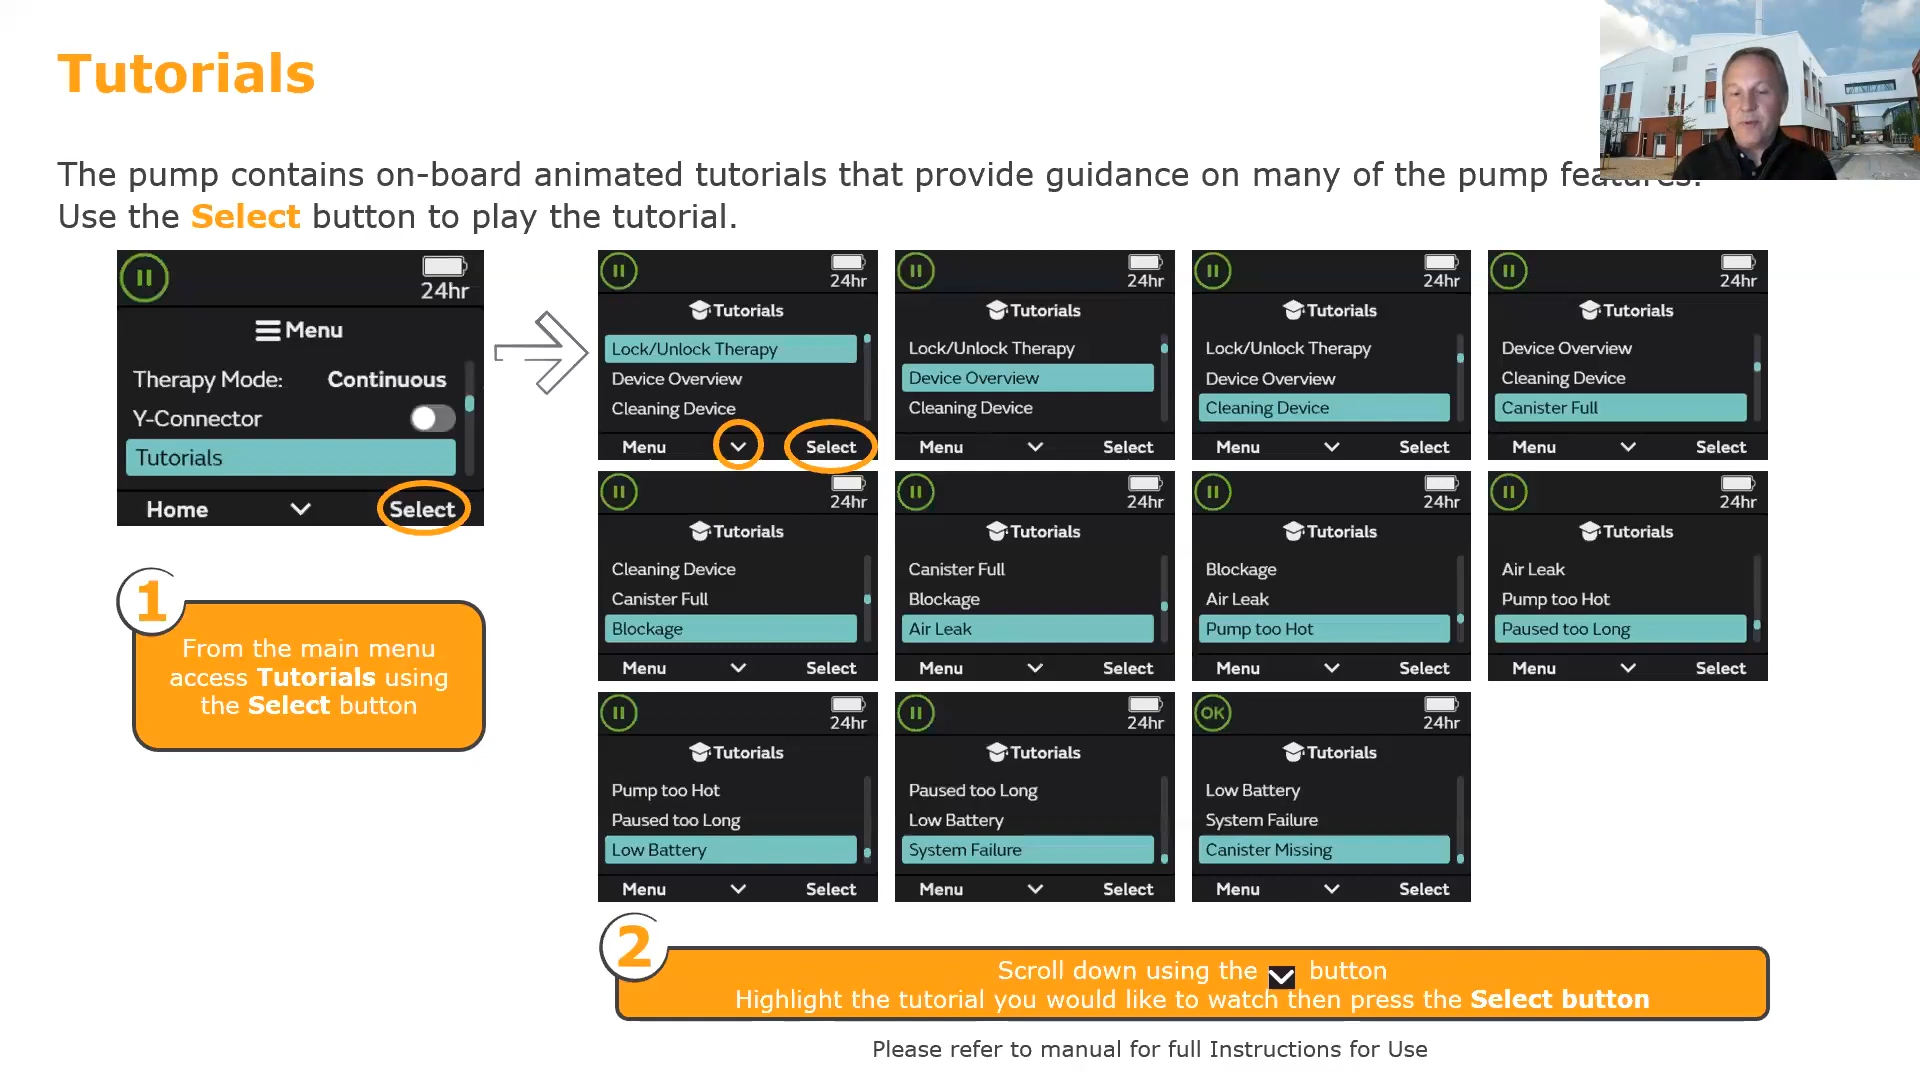 Tutorials
The pump contains on-board animated tutorials that provide guidance on many of the pump features.
Use the Select button to play the tutorial.
24hr
Menu
Therapy Mode: Continuous
Y-Connector
Tutorials
Home Select
24hr
Tutorials
Lock/Unlock Therapy
Device Overview
Cleaning Device
Menu Select
24hr
Tutorials
Lock/Unlock Therapy
Device Overview
Cleaning Device
Menu Select
24hr
Tutorials
Lock/Unlock Therapy
Device Overview
Cleaning Device
Menu Select
24hr
Tutorials
Device Overview
Cleaning Device
Canister Full
Menu Select
24hr
Tutorials
Cleaning Device
Canister Full
Blockage
Menu Select
24hr
Tutorials
Canister Full
Blockage
Air Leak
Menu Select
24hr
Tutorials
Blockage
Air Leak
Pump too Hot
Menu Select
24hr
Tutorials
Air Leak
Pump too Hot
Paused too Long
Menu Select
24hr
Tutorials
Pump too Hot
Paused too Long
Low Battery
Menu Select
24hr
Tutorials
Paused too Long
Low Battery
System Failure
Menu Select
OK 24hr
Tutorials
Low Battery
System Failure
Canister Missing
Menu Select
1
From the main menu
access Tutorials using
the Select button
2
Scroll down using the button
Highlight the tutorial you would like to watch then press the Select button
Please refer to manual for full Instructions for Use